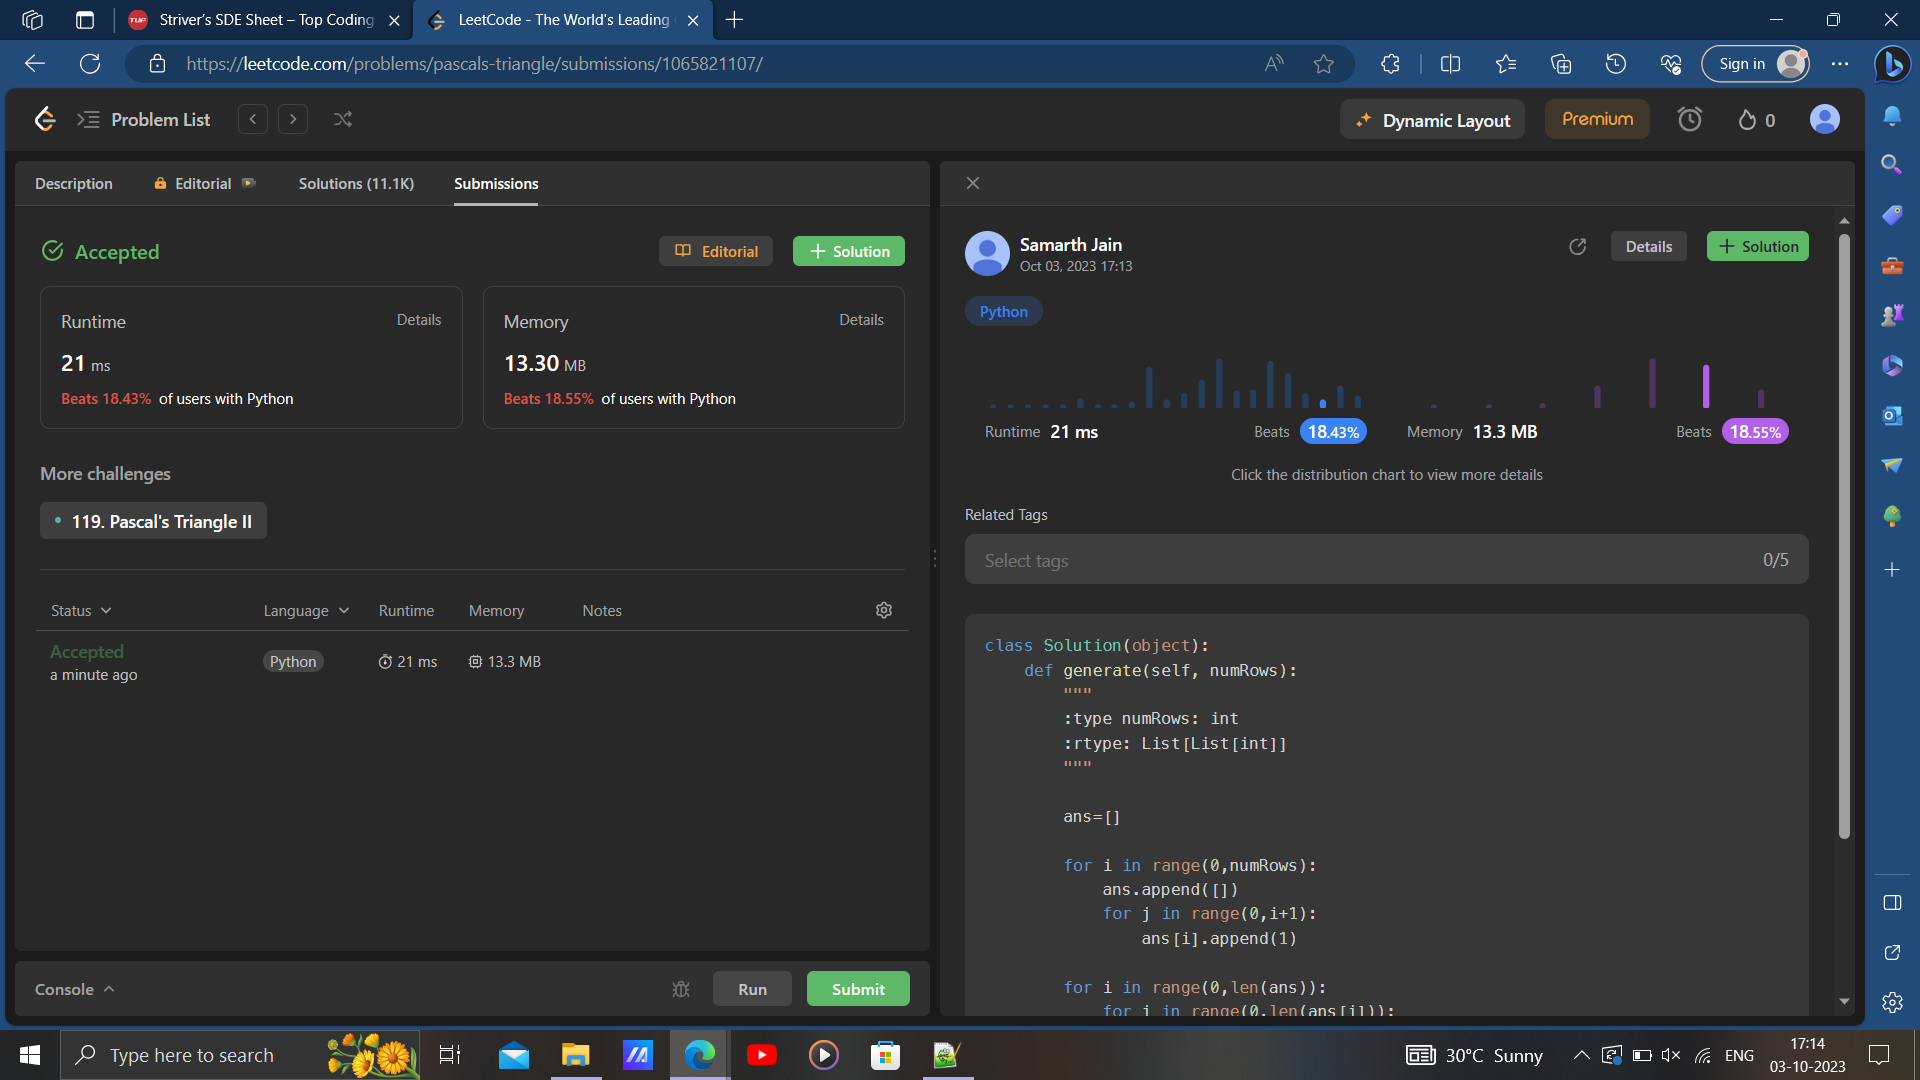 Striver's SDE Sheet – Top Coding
LeetCode - The World's Leading
https://leetcode.com/problems/pascals-triangle/submissions/1065821107/
Sign in
Problem List
Dynamic Layout
Premium
0
Description
Editorial
Solutions (11.1K)
Submissions
Accepted
Editorial
Solution
Runtime
Details
21 ms
Beats 18.43% of users with Python
Memory
Details
13.30 MB
Beats 18.55% of users with Python
More challenges
119. Pascal's Triangle II
Status
Language
Runtime
Memory
Notes
Accepted
a minute ago
Python
21 ms
13.3 MB
Console
Run
Submit
Samarth Jain
Oct 03, 2023 17:13
Details
Solution
Python
Runtime 21 ms
Beats 18.43%
Memory 13.3 MB
Beats 18.55%
Click the distribution chart to view more details
Related Tags
Select tags
0/5
class Solution(object):
    def generate(self, numRows):
        """
        :type numRows: int
        :rtype: List[List[int]]
        """
        ans=[]
        for i in range(0,numRows):
            ans.append([])
            for j in range(0,i+1):
                ans[i].append(1)
        for i in range(0,len(ans)):
            for j in range(0,len(ans[i])):
Type here to search
30°C Sunny
ENG
17:14
03-10-2023